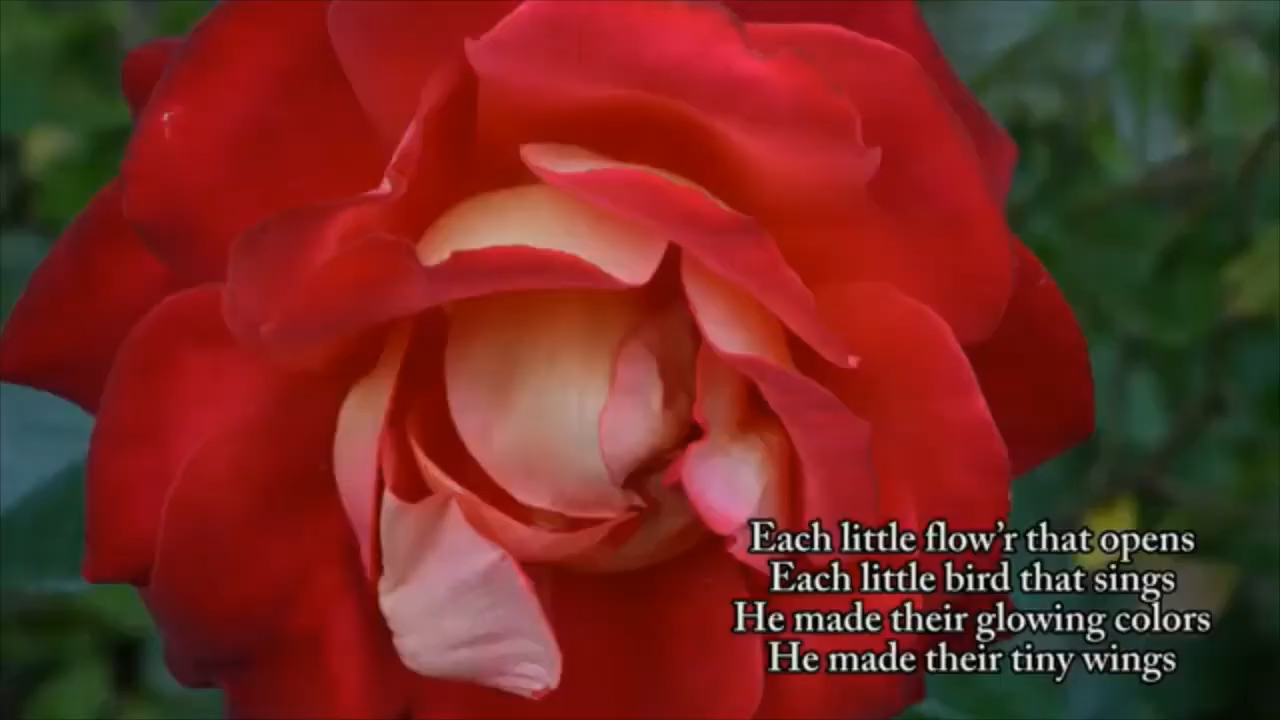 Each little flow’r that opens
Each little bird that sings
He made their glowing colors
He made their tiny wings